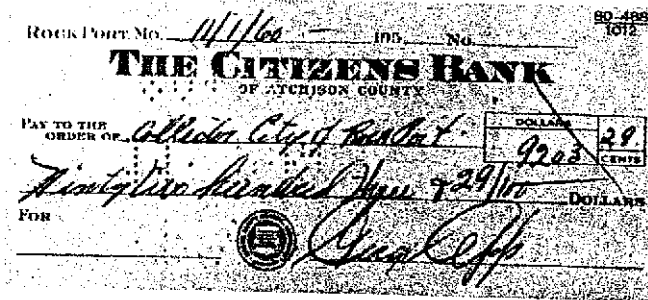 80-488
1012
ROCK PORT, MO. 11/1/60 195 No.
THE CITIZENS BANK
OF ATCHISON COUNTY
PAY TO THE
ORDER OF Collector City of Rock Port
DOLLARS CENTS
9203 29
Ninty two hundred three & 29/100 DOLLARS
FOR